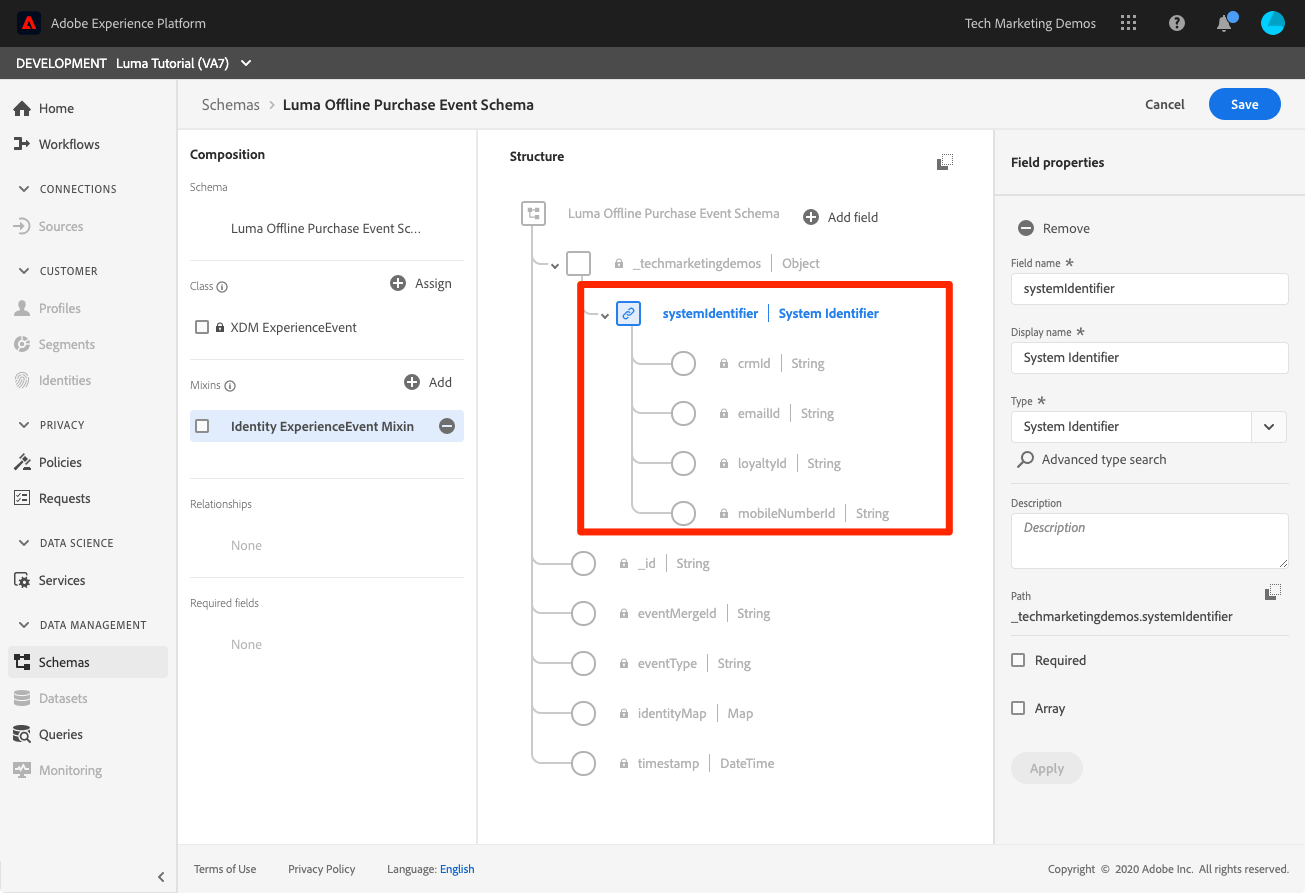 Adobe Experience Platform
Tech Marketing Demos
DEVELOPMENT Luma Tutorial (VA7)
Home
Workflows
CONNECTIONS
Sources
CUSTOMER
Profiles
Segments
Identities
PRIVACY
Policies
Requests
DATA SCIENCE
Services
DATA MANAGEMENT
Schemas
Datasets
Queries
Monitoring
Schemas > Luma Offline Purchase Event Schema
Cancel
Save
Composition
Schema
Luma Offline Purchase Event Sc...
Class
Assign
XDM ExperienceEvent
Mixins
Add
Identity ExperienceEvent Mixin
Relationships
None
Required fields
None
Structure
Luma Offline Purchase Event Schema
Add field
_techmarketingdemos | Object
systemIdentifier | System Identifier
crmId | String
emailId | String
loyaltyId | String
mobileNumberId | String
_id | String
eventMergeId | String
eventType | String
identityMap | Map
timestamp | DateTime
Field properties
Remove
Field name *
systemIdentifier
Display name *
System Identifier
Type *
System Identifier
Advanced type search
Description
Description
Path
_techmarketingdemos.systemIdentifier
Required
Array
Apply
Terms of Use
Privacy Policy
Language: English
Copyright © 2020 Adobe Inc. All rights reserved.